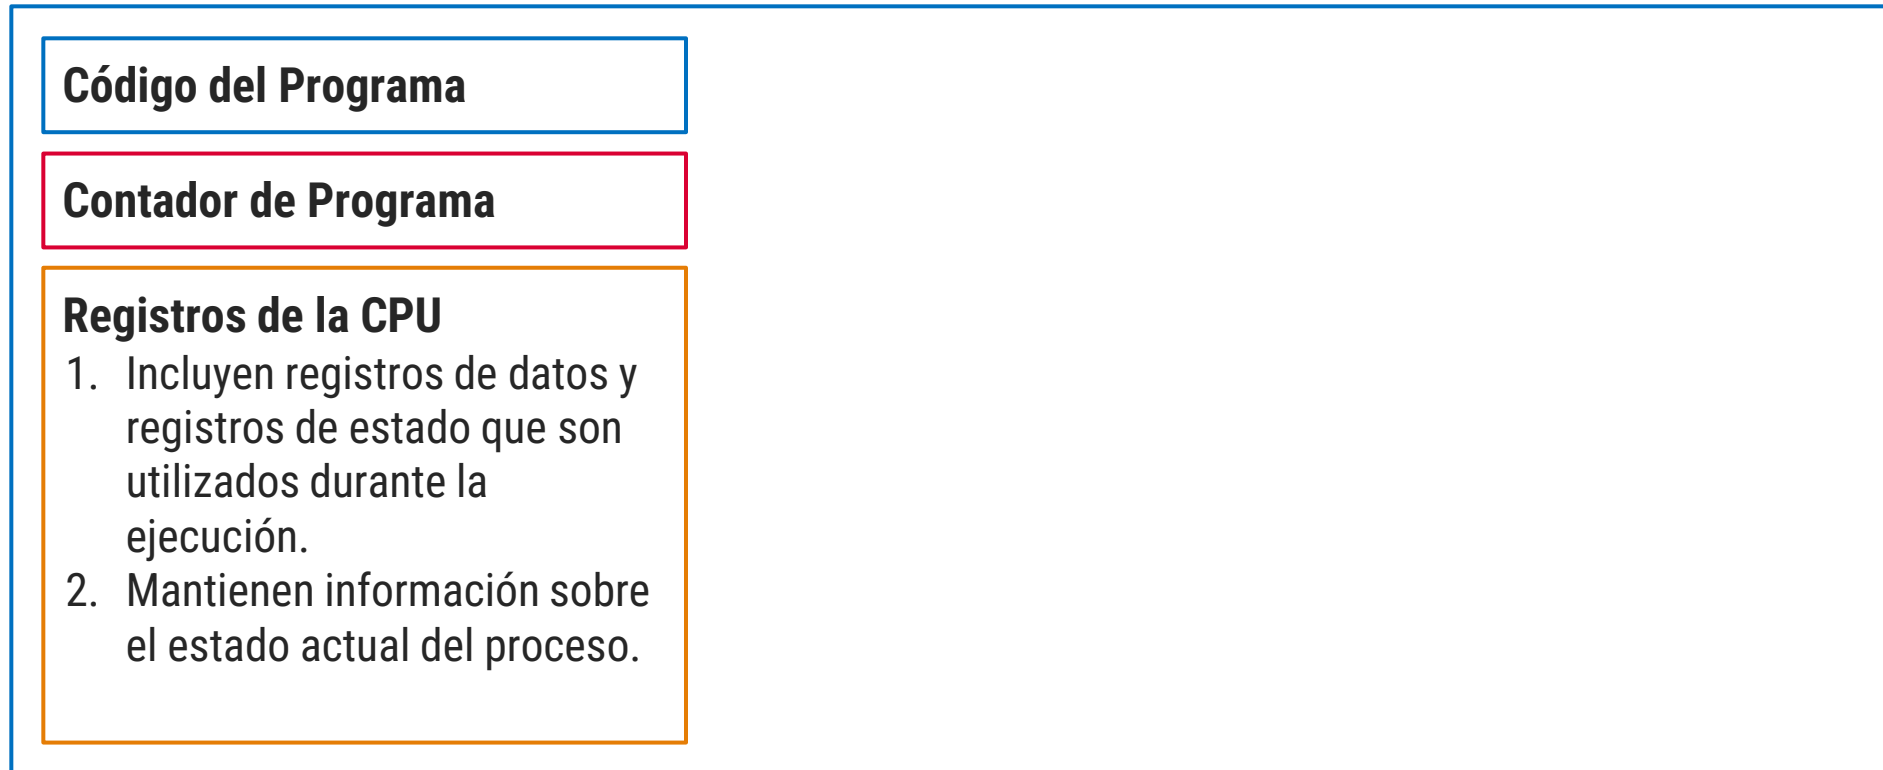 Código del Programa
Contador de Programa
Registros de la CPU
1. Incluyen registros de datos y
registros de estado que son
utilizados durante la
ejecución.
2. Mantienen información sobre
el estado actual del proceso.